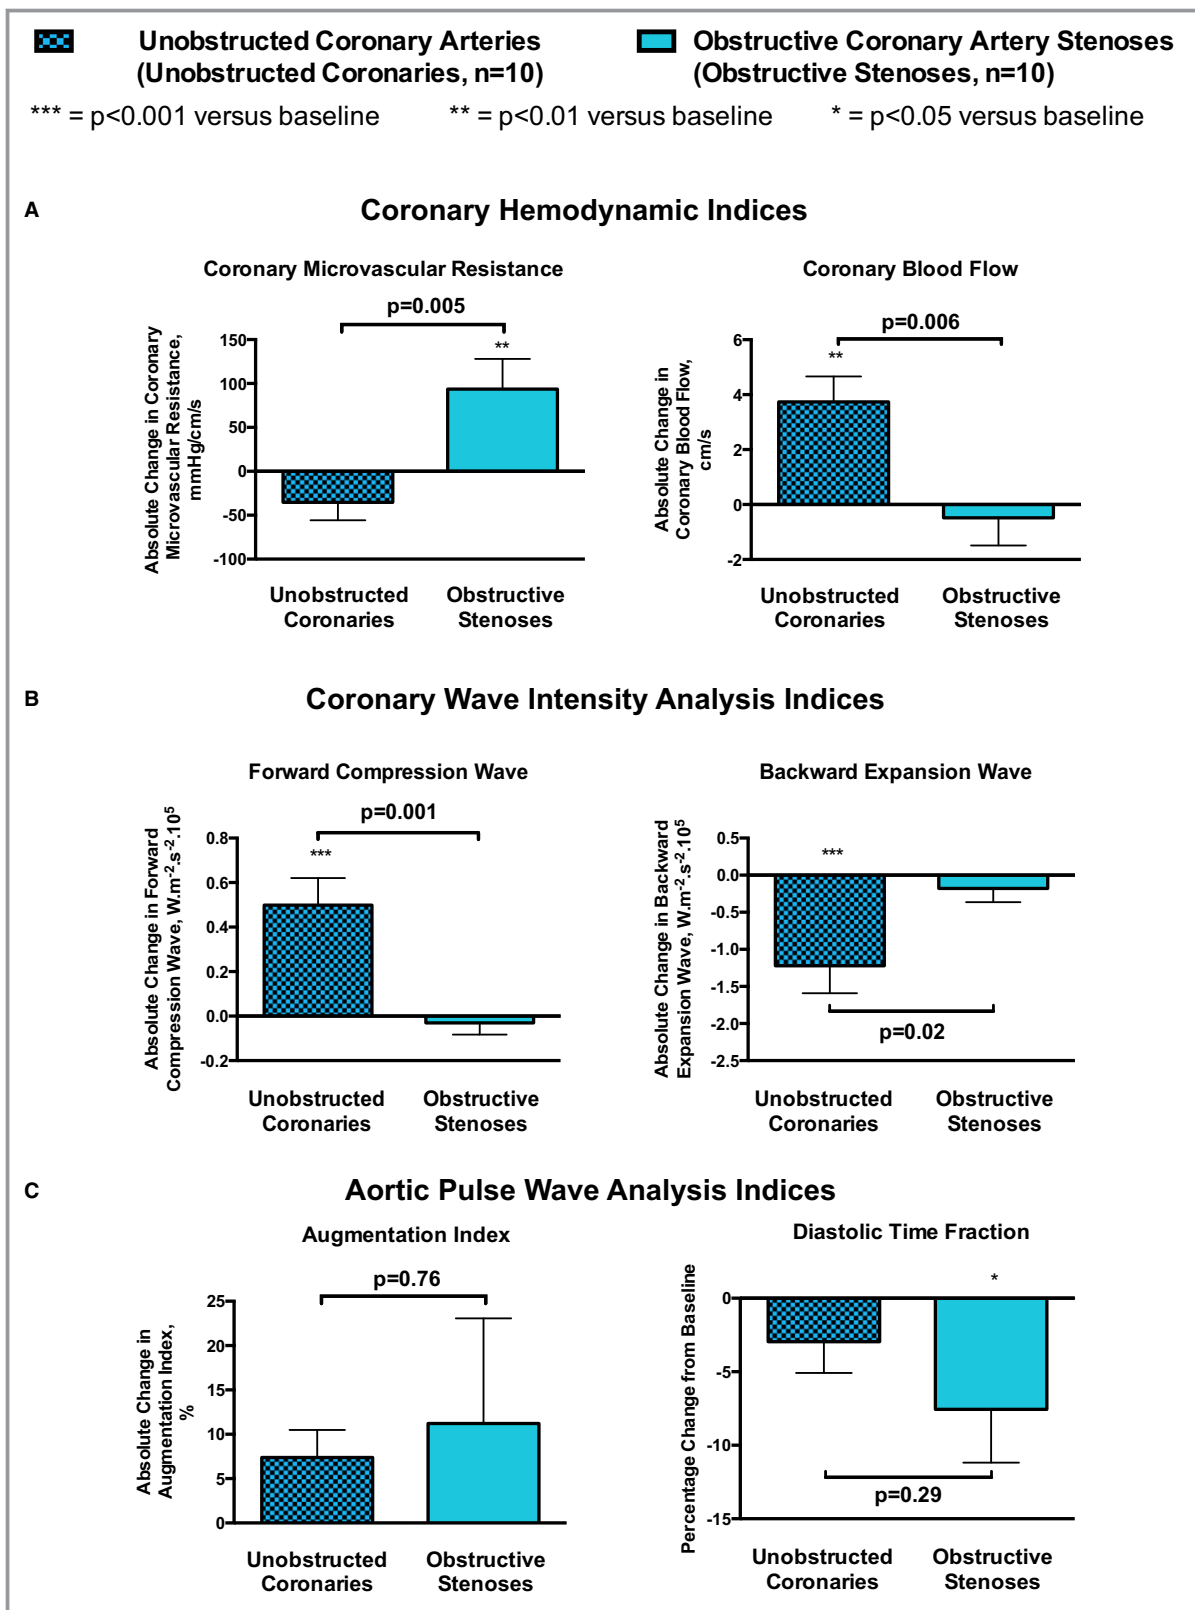 Unobstructed Coronary Arteries
(Unobstructed Coronaries, n=10)
Obstructive Coronary Artery Stenoses
(Obstructive Stenoses, n=10)
*** = p<0.001 versus baseline
** = p<0.01 versus baseline
* = p<0.05 versus baseline
A
Coronary Hemodynamic Indices
Coronary Microvascular Resistance
p=0.005
**
Absolute Change in Coronary
Microvascular Resistance,
mmHg/cm/s
150
100
50
0
-50
-100
Unobstructed
Coronaries
Obstructive
Stenoses
Coronary Blood Flow
p=0.006
**
Absolute Change in
Coronary Blood Flow,
cm/s
6
4
2
0
-2
Unobstructed
Coronaries
Obstructive
Stenoses
B
Coronary Wave Intensity Analysis Indices
Forward Compression Wave
p=0.001
***
Absolute Change in Forward
Compression Wave, W.m⁻².s⁻².10⁵
0.8
0.6
0.4
0.2
0.0
-0.2
Unobstructed
Coronaries
Obstructive
Stenoses
Backward Expansion Wave
***
Absolute Change in Backward
Expansion Wave, W.m⁻².s⁻².10⁵
0.5
0.0
-0.5
-1.0
-1.5
-2.0
-2.5
p=0.02
Unobstructed
Coronaries
Obstructive
Stenoses
C
Aortic Pulse Wave Analysis Indices
Augmentation Index
p=0.76
Absolute Change in
Augmentation Index,
%
25
20
15
10
5
0
Unobstructed
Coronaries
Obstructive
Stenoses
Diastolic Time Fraction
*
Percentage Change from Baseline
0
-5
-10
-15
p=0.29
Unobstructed
Coronaries
Obstructive
Stenoses